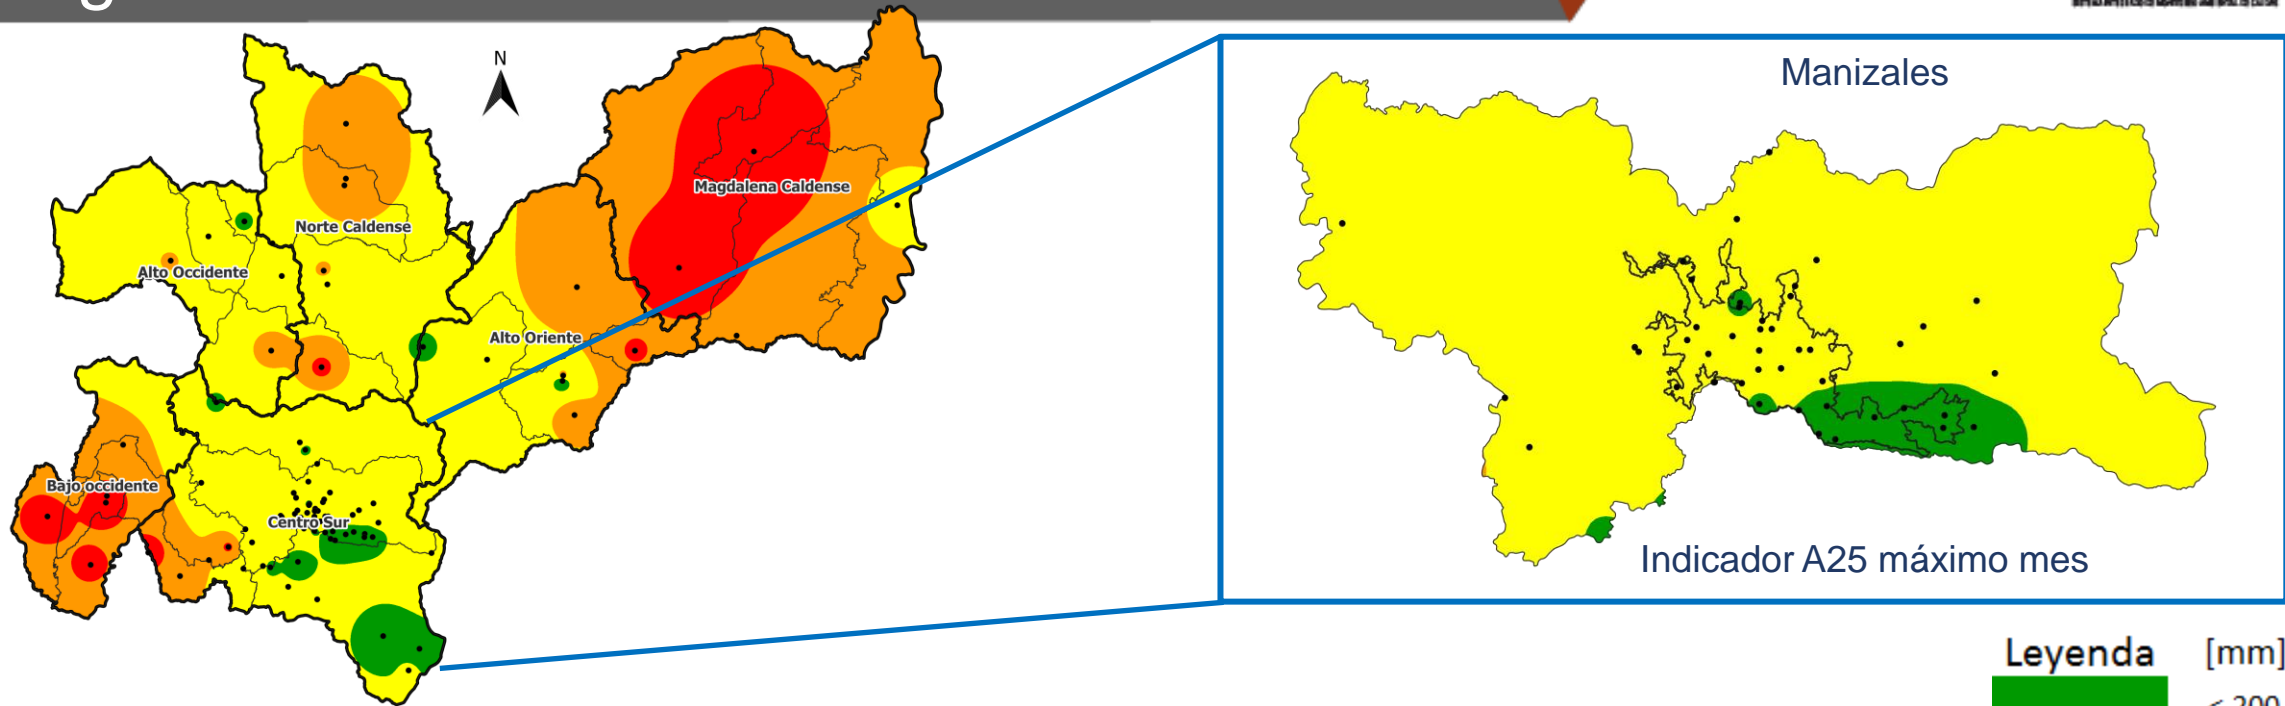 N
Magdalena Caldense
Norte Caldense
Alto Occidente
Alto Oriente
Bajo occidente
Centro Sur
Manizales
Indicador A25 máximo mes
Leyenda [mm]
< 200